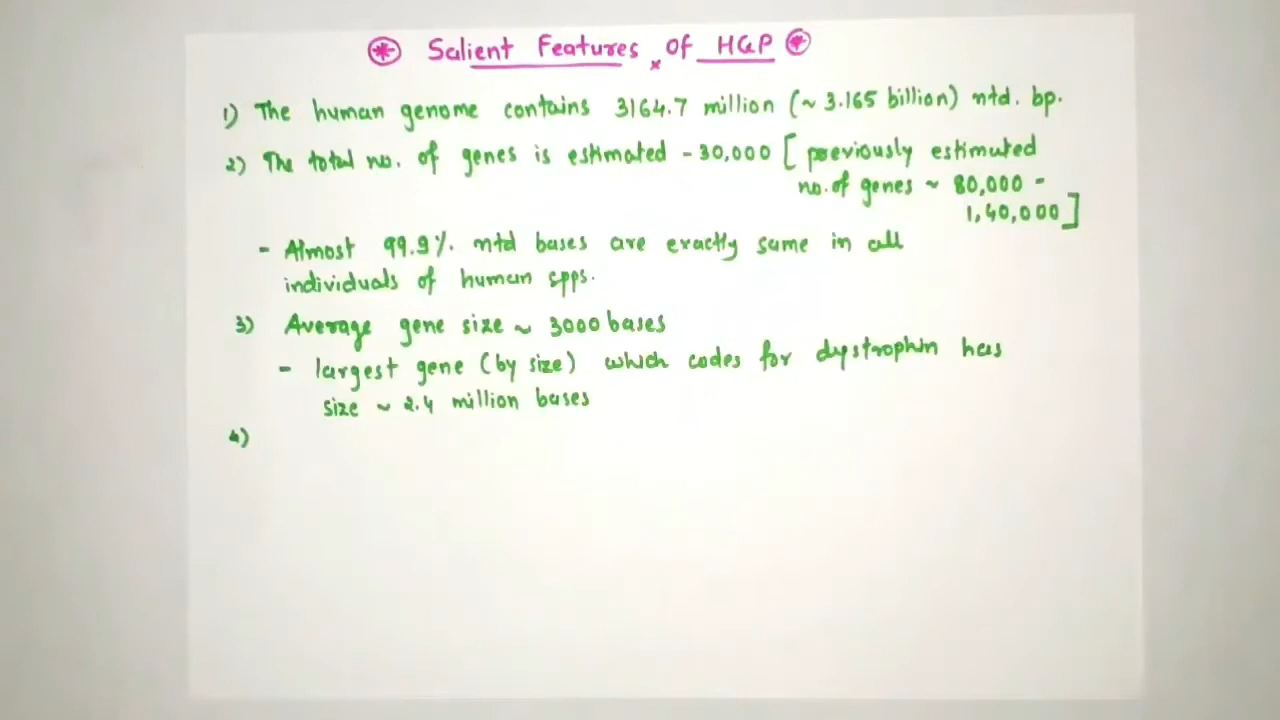 Salient Features of HGP
1) The human genome contains 3164.7 million (~ 3.165 billion) ntd. bp.
2) The total no. of genes is estimated - 30,000 [ previously estimated
no. of genes ~ 80,000 -
1,40,000 ]
- Almost 99.9% ntd bases are exactly same in all
individuals of human spps.
3) Average gene size ~ 3000 bases
- largest gene (by size) which codes for dystrophin has
size ~ 2.4 million bases
4)